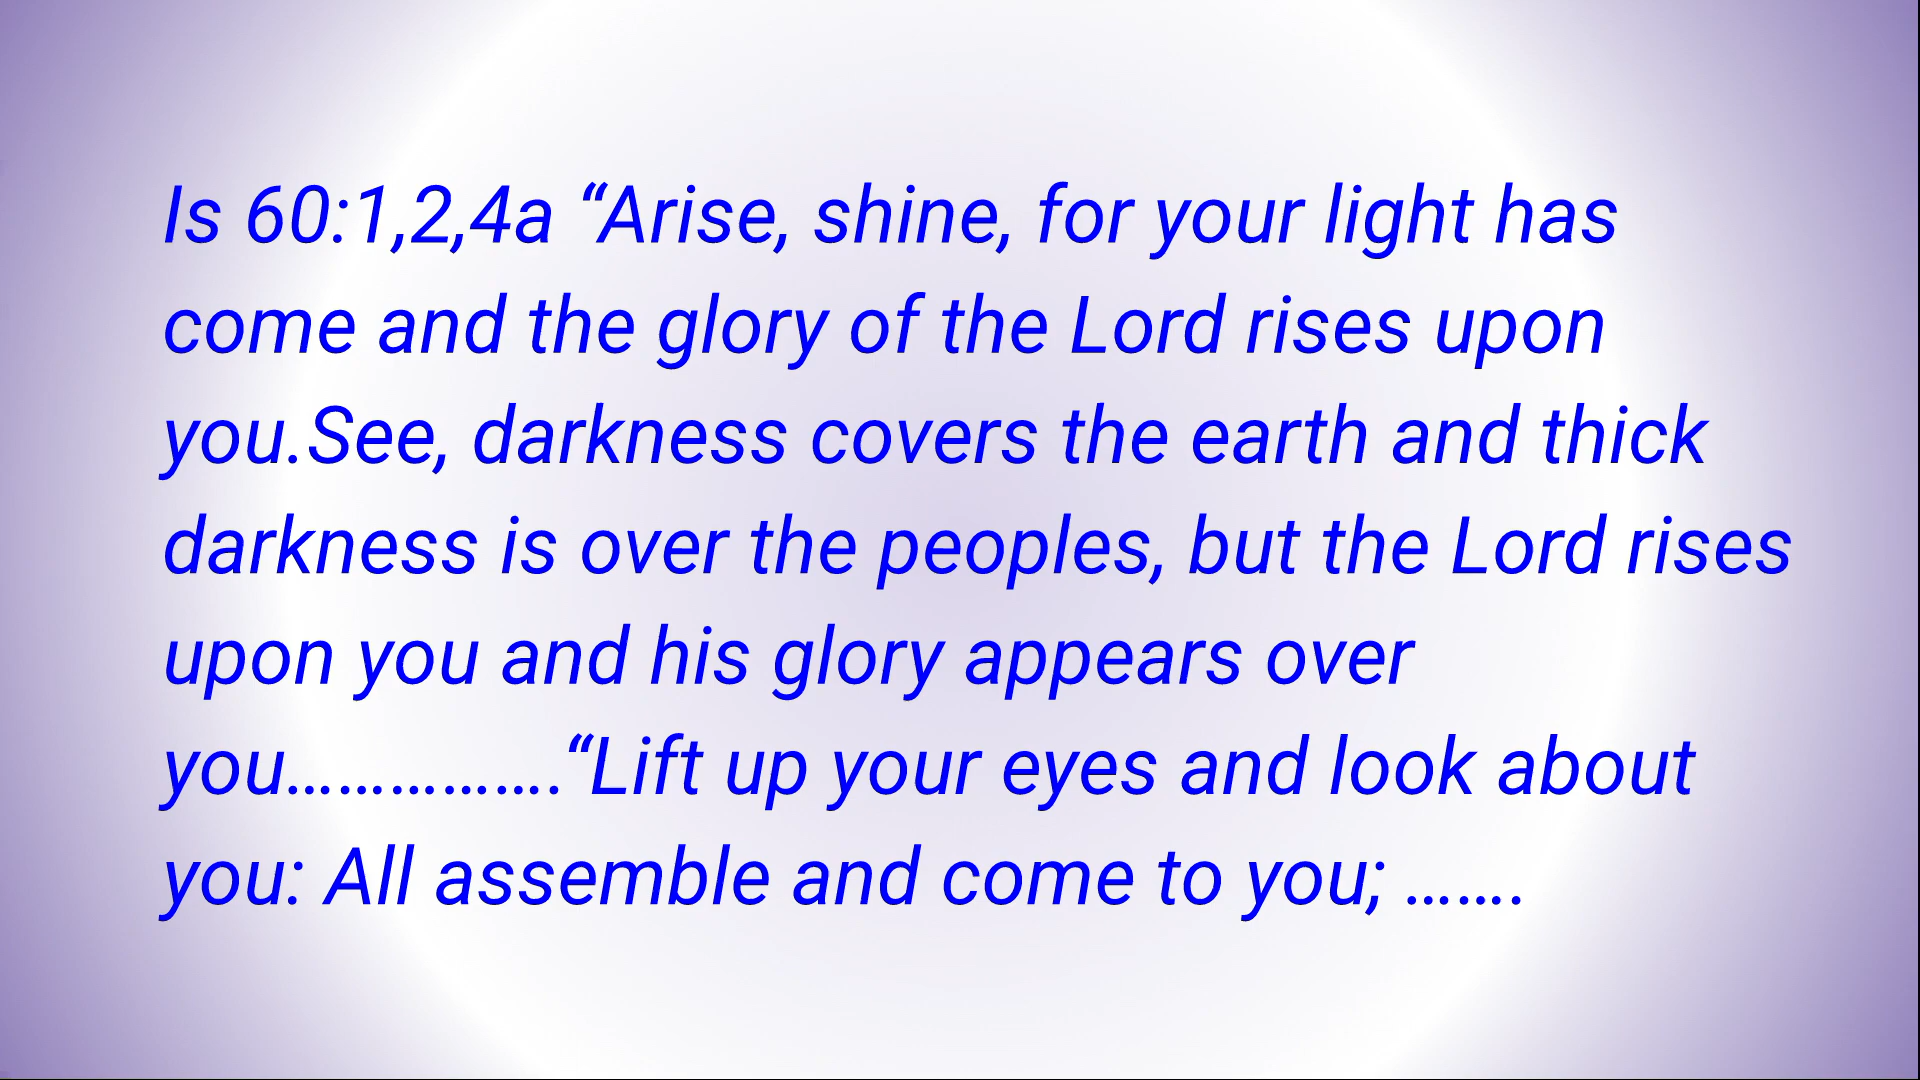 Is 60:1,2,4a “Arise, shine, for your light has
come and the glory of the Lord rises upon
you.See, darkness covers the earth and thick
darkness is over the peoples, but the Lord rises
upon you and his glory appears over
you…………….“Lift up your eyes and look about
you: All assemble and come to you; …….